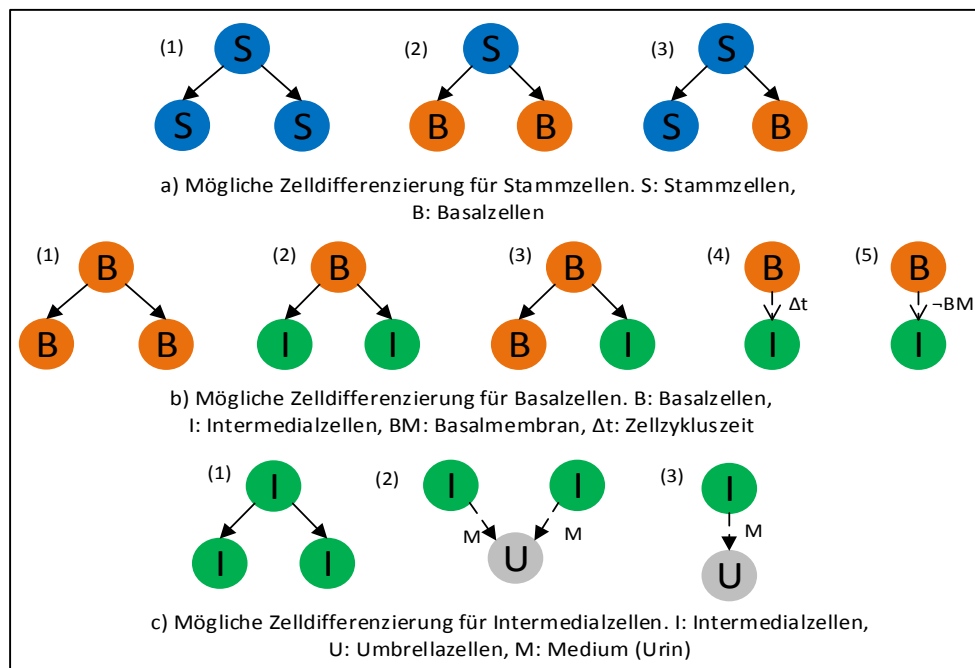 (1) S (2) S (3) S
S S B B S B
a) Mögliche Zelldifferenzierung für Stammzellen. S: Stammzellen,
B: Basalzellen
(1) B (2) B (3) B (4) B (5) B
Δt ¬BM
B B I I B I I I
b) Mögliche Zelldifferenzierung für Basalzellen. B: Basalzellen,
I: Intermedialzellen, BM: Basalmembran, Δt: Zellzykluszeit
(1) I (2) I I (3) I
M M M
I I U U
c) Mögliche Zelldifferenzierung für Intermedialzellen. I: Intermedialzellen,
U: Umbrellazellen, M: Medium (Urin)